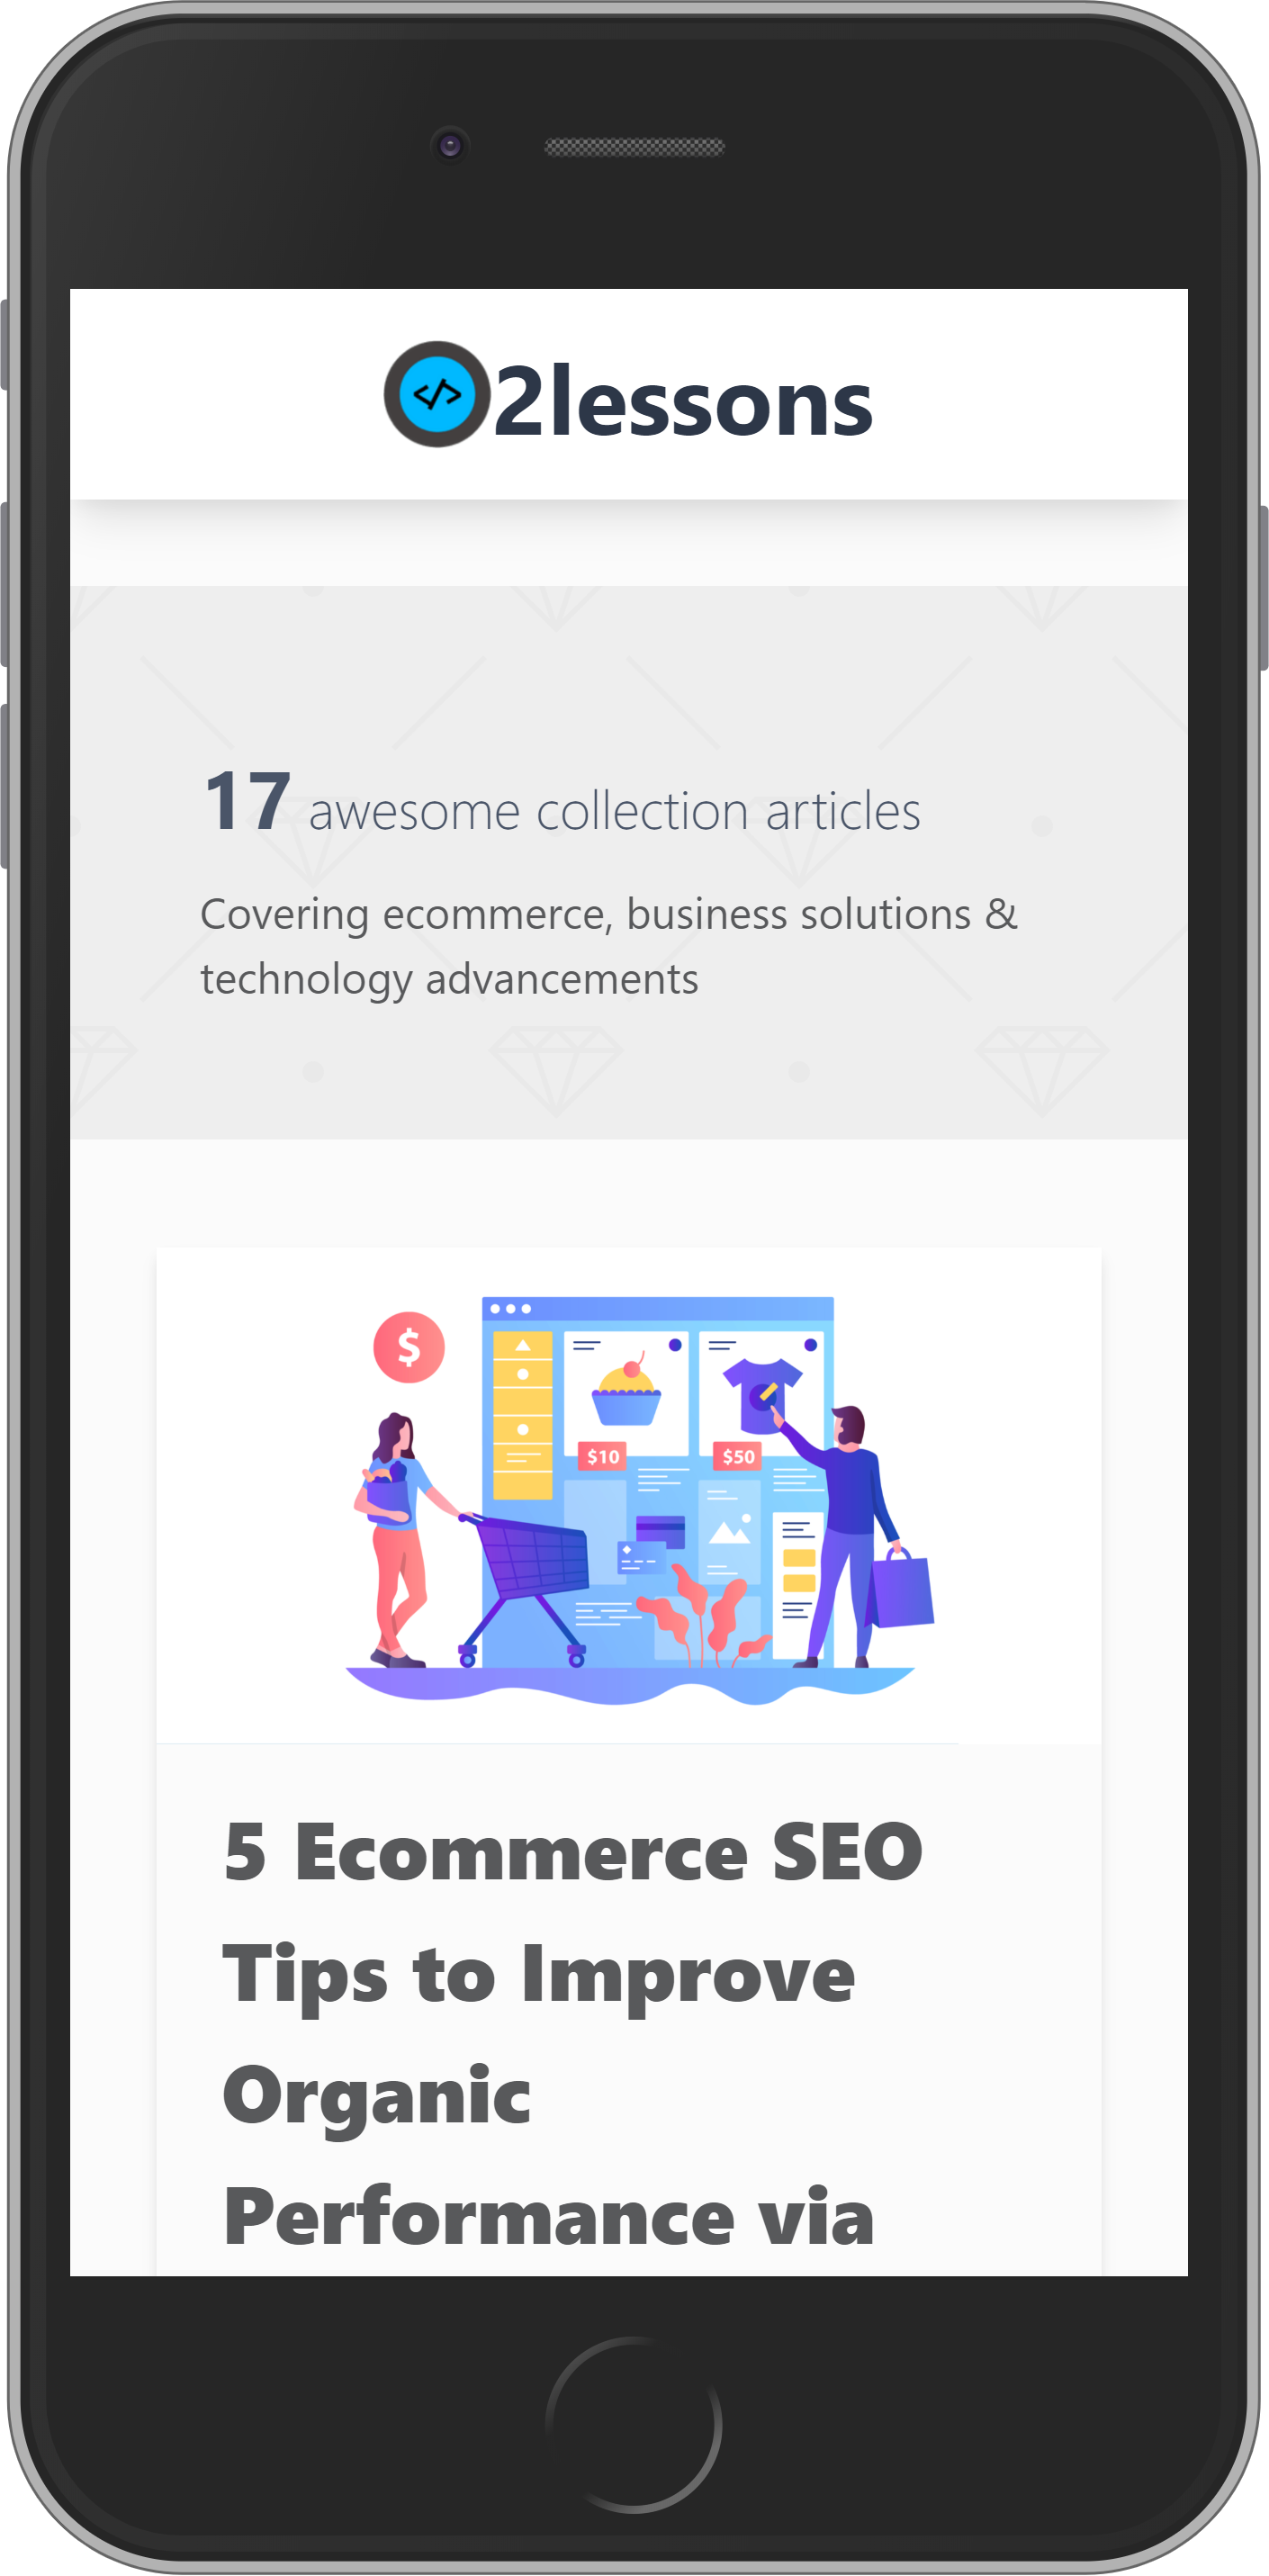 </> 2lessons
17 awesome collection articles
Covering ecommerce, business solutions &
technology advancements
$
$10
$50
5 Ecommerce SEO
Tips to Improve
Organic
Performance via